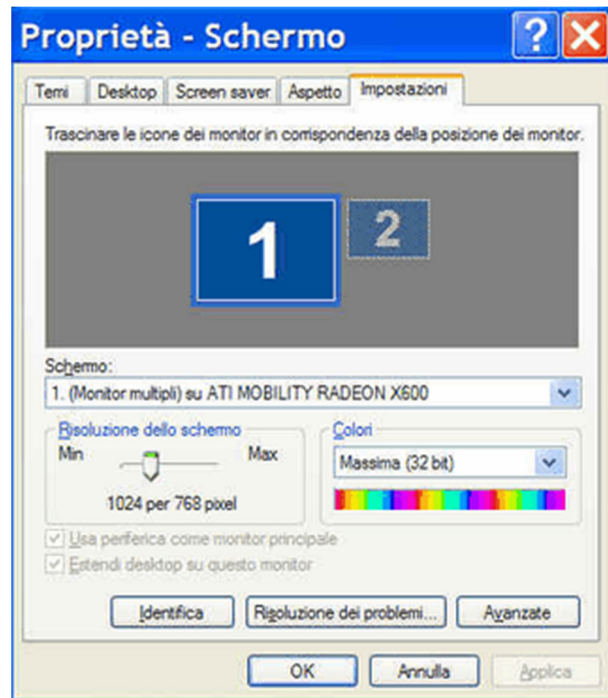 Proprietà - Schermo
Temi Desktop Screen saver Aspetto Impostazioni
Trascinare le icone dei monitor in corrispondenza della posizione dei monitor.
1 2
Schermo:
1. (Monitor multipli) su ATI MOBILITY RADEON X600
Risoluzione dello schermo
Min Max
1024 per 768 pixel
Colori
Massima (32 bit)
Usa periferica come monitor principale
Estendi desktop su questo monitor
Identifica Risoluzione dei problemi... Avanzate
OK Annulla Applica